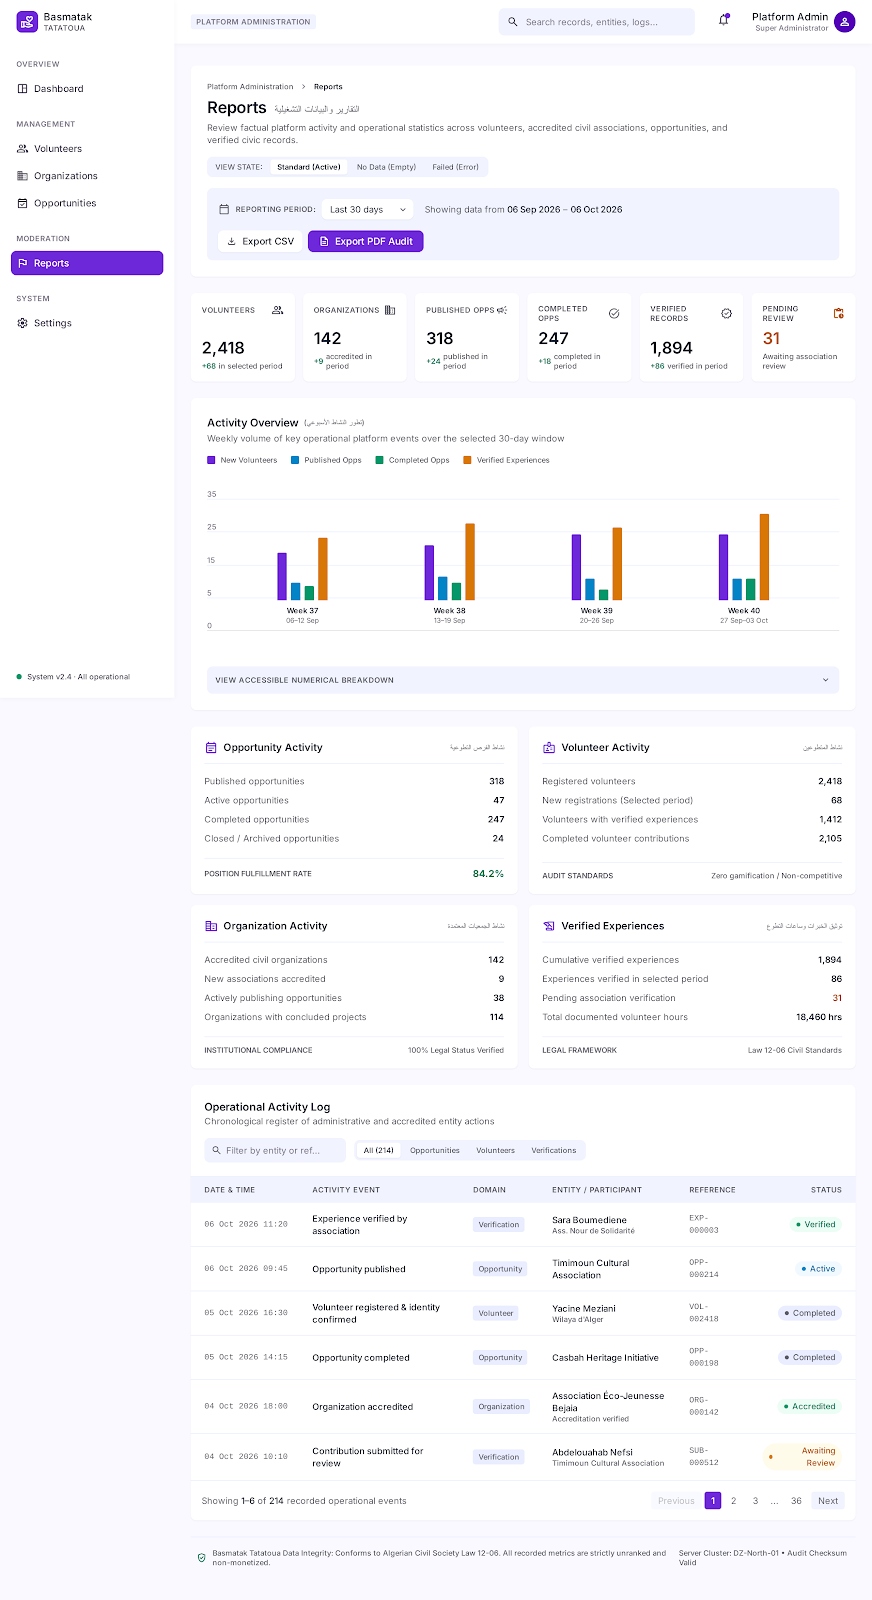 Basmatak
TATATOUA
OVERVIEW
Dashboard
MANAGEMENT
Volunteers
Organizations
Opportunities
MODERATION
Reports
SYSTEM
Settings
System v2.4 · All operational
PLATFORM ADMINISTRATION
Search records, entities, logs...
Platform Admin
Super Administrator
Platform Administration > Reports
Reports التقارير والبيانات التشغيلية
Review factual platform activity and operational statistics across volunteers, accredited civil associations, opportunities, and
verified civic records.
VIEW STATE: Standard (Active) No Data (Empty) Failed (Error)
REPORTING PERIOD: Last 30 days Showing data from 06 Sep 2026 – 06 Oct 2026
Export CSV Export PDF Audit
VOLUNTEERS
2,418
+68 in selected period
ORGANIZATIONS
142
+9 accredited in
period
PUBLISHED OPPS
318
+24 published in
period
COMPLETED
OPPS
247
+18 completed in
period
VERIFIED
RECORDS
1,894
+86 verified in period
PENDING
REVIEW
31
Awaiting association
review
Activity Overview (تطور النشاط الأسبوعي)
Weekly volume of key operational platform events over the selected 30-day window
New Volunteers Published Opps Completed Opps Verified Experiences
35
25
15
5
0
Week 37 Week 38 Week 39 Week 40
06–12 Sep 13–19 Sep 20–26 Sep 27 Sep–03 Oct
VIEW ACCESSIBLE NUMERICAL BREAKDOWN
Opportunity Activity نشاط الفرص التطوعية
Published opportunities 318
Active opportunities 47
Completed opportunities 247
Closed / Archived opportunities 24
POSITION FULFILLMENT RATE 84.2%
Volunteer Activity نشاط المتطوعين
Registered volunteers 2,418
New registrations (Selected period) 68
Volunteers with verified experiences 1,412
Completed volunteer contributions 2,105
AUDIT STANDARDS Zero gamification / Non-competitive
Organization Activity نشاط الجمعيات المعتمدة
Accredited civil organizations 142
New associations accredited 9
Actively publishing opportunities 38
Organizations with concluded projects 114
INSTITUTIONAL COMPLIANCE 100% Legal Status Verified
Verified Experiences توثيق الخبرات وساعات التطوع
Cumulative verified experiences 1,894
Experiences verified in selected period 86
Pending association verification 31
Total documented volunteer hours 18,460 hrs
LEGAL FRAMEWORK Law 12-06 Civil Standards
Operational Activity Log
Chronological register of administrative and accredited entity actions
Filter by entity or ref... All (214) Opportunities Volunteers Verifications
DATE & TIME ACTIVITY EVENT DOMAIN ENTITY / PARTICIPANT REFERENCE STATUS
06 Oct 2026 11:20 Experience verified by association Verification Sara Boumediene Ass. Nour de Solidarité EXP-000003 Verified
06 Oct 2026 09:45 Opportunity published Opportunity Timimoun Cultural Association OPP-000214 Active
05 Oct 2026 16:30 Volunteer registered & identity confirmed Volunteer Yacine Meziani Wilaya d'Alger VOL-002418 Completed
05 Oct 2026 14:15 Opportunity completed Opportunity Casbah Heritage Initiative OPP-000198 Completed
04 Oct 2026 18:00 Organization accredited Organization Association Éco-Jeunesse Bejaia Accreditation verified ORG-000142 Accredited
04 Oct 2026 10:10 Contribution submitted for review Verification Abdelouahab Nefsi Timimoun Cultural Association SUB-000512 Awaiting Review
Showing 1–6 of 214 recorded operational events Previous 1 2 3 ... 36 Next
Basmatak Tatatoua Data Integrity: Conforms to Algerian Civil Society Law 12-06. All recorded metrics are strictly unranked and
non-monetized.
Server Cluster: DZ-North-01 • Audit Checksum
Valid